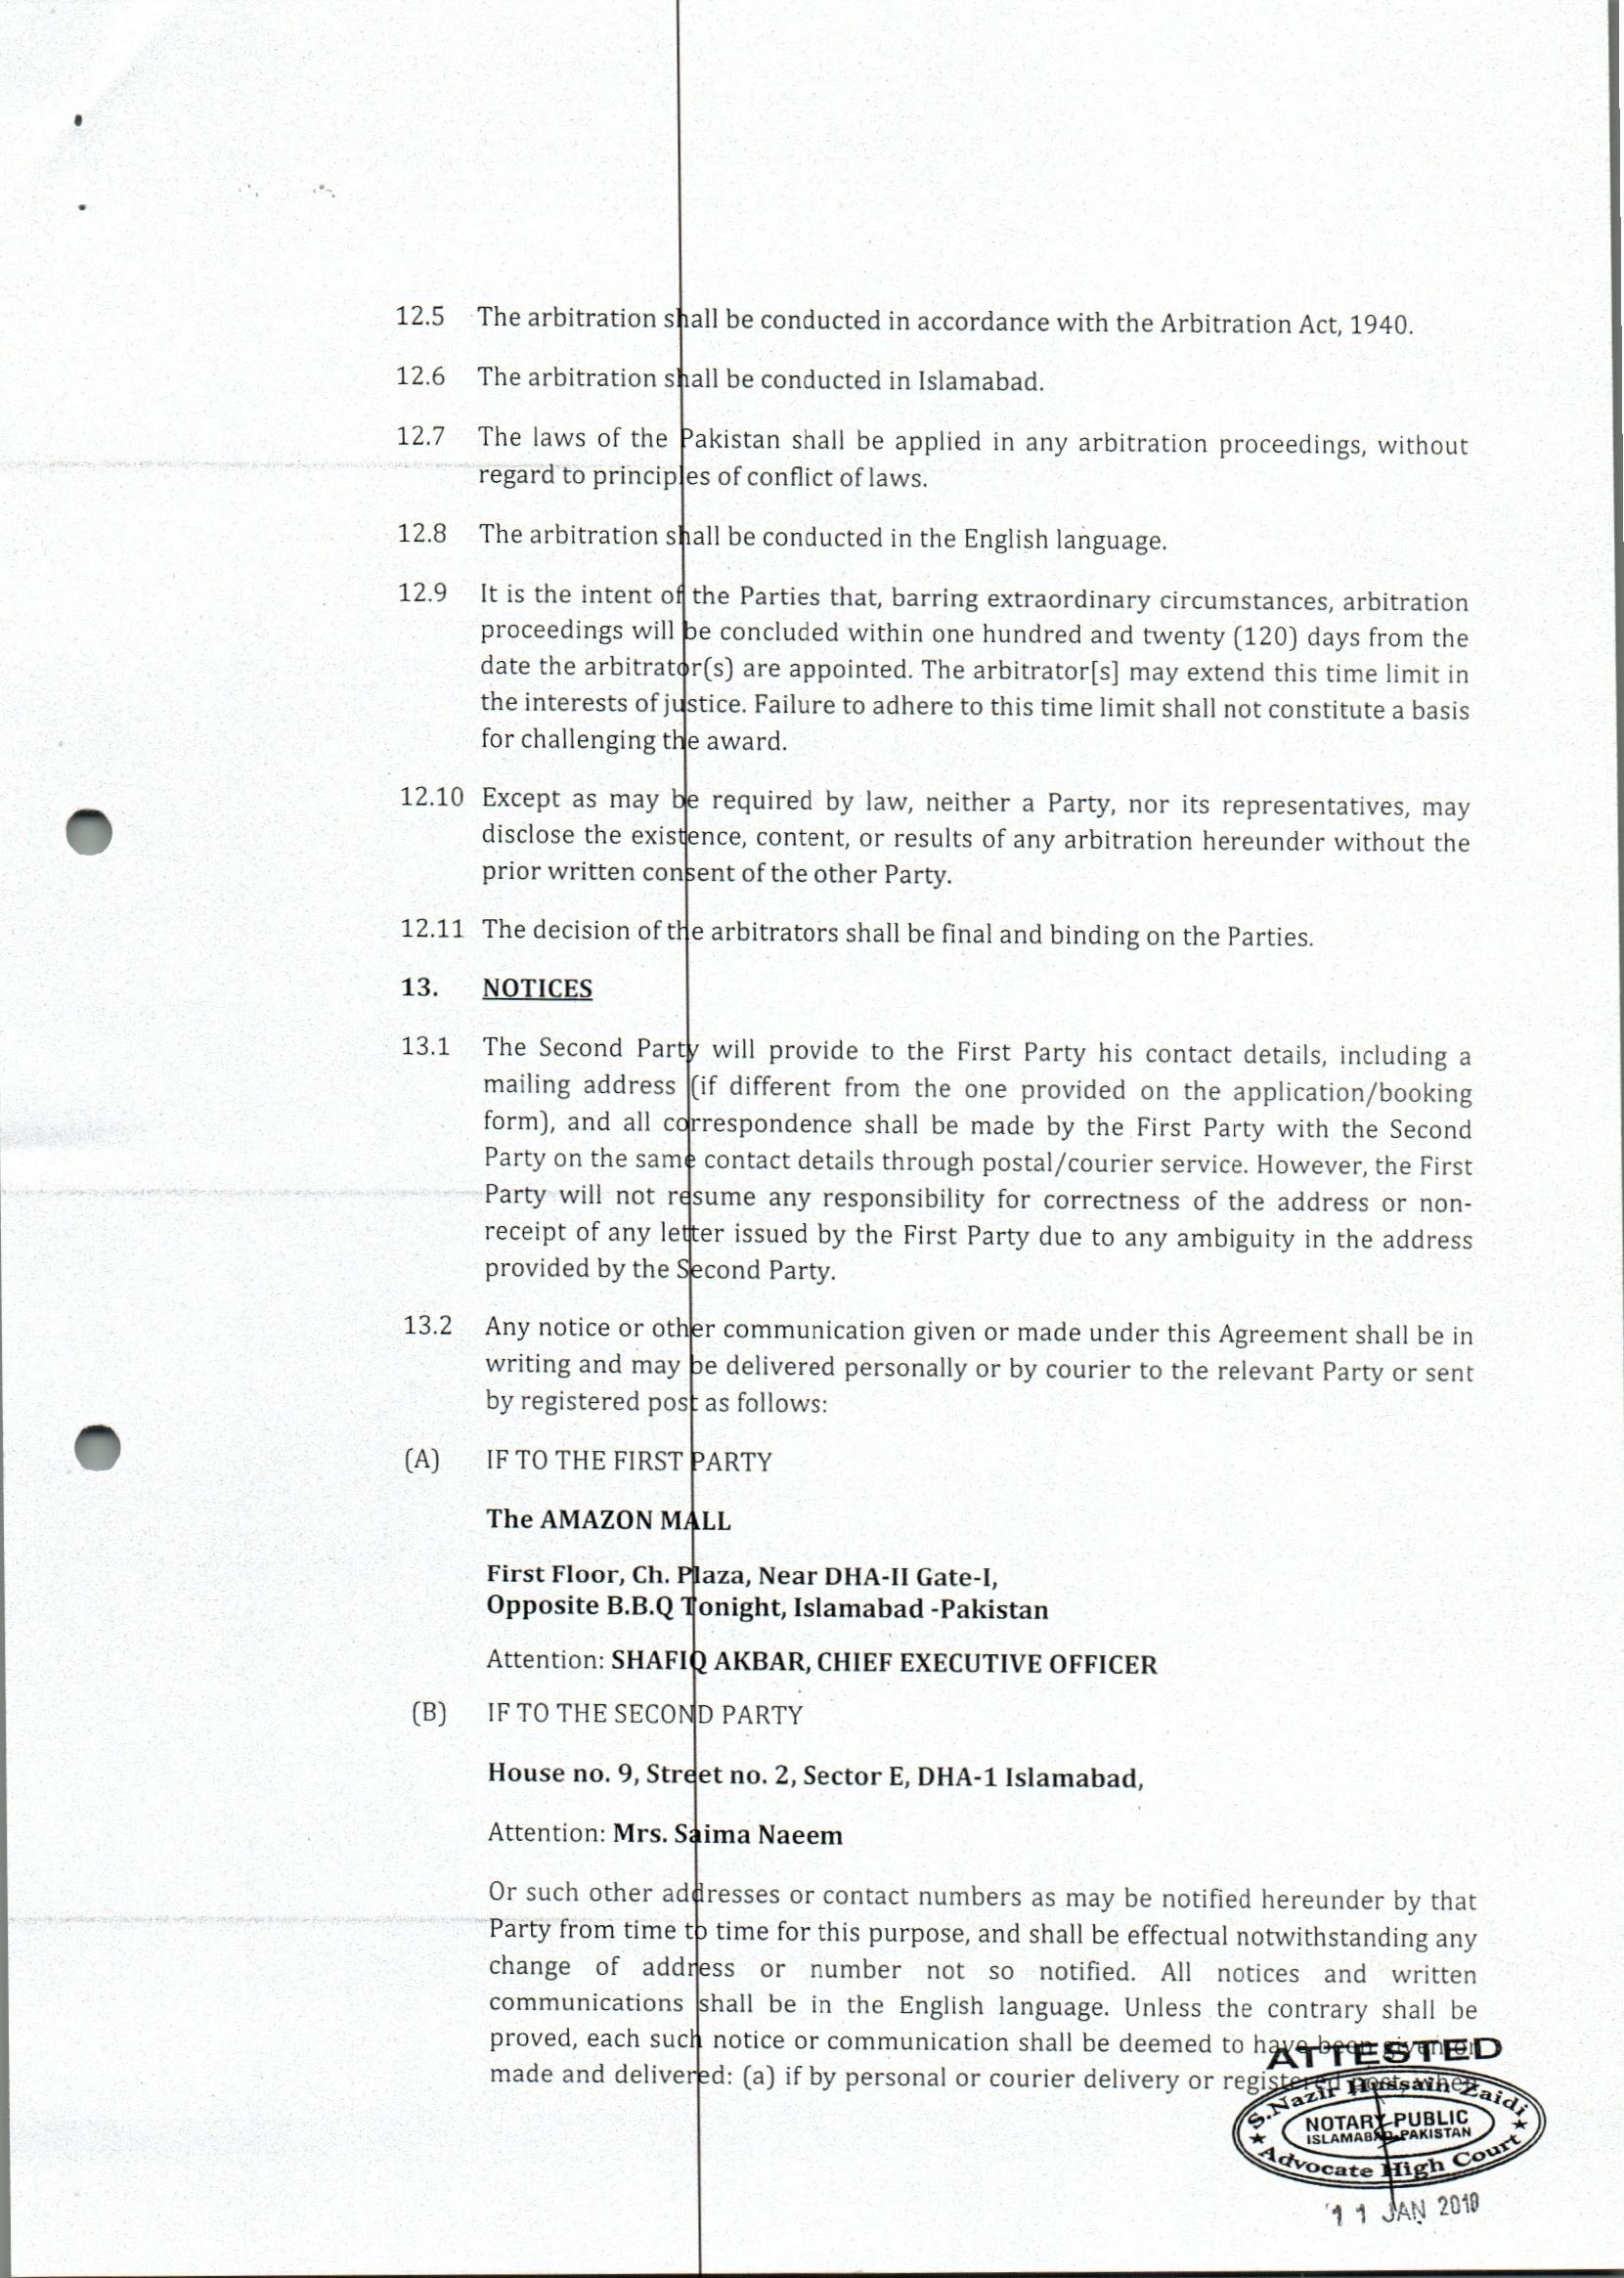 12.5 The arbitration shall be conducted in accordance with the Arbitration Act, 1940.
12.6 The arbitration shall be conducted in Islamabad.
12.7 The laws of the Pakistan shall be applied in any arbitration proceedings, without
regard to principles of conflict of laws.
12.8 The arbitration shall be conducted in the English language.
12.9 It is the intent of the Parties that, barring extraordinary circumstances, arbitration
proceedings will be concluded within one hundred and twenty (120) days from the
date the arbitrator(s) are appointed. The arbitrator[s] may extend this time limit in
the interests of justice. Failure to adhere to this time limit shall not constitute a basis
for challenging the award.
12.10 Except as may be required by law, neither a Party, nor its representatives, may
disclose the existence, content, or results of any arbitration hereunder without the
prior written consent of the other Party.
12.11 The decision of the arbitrators shall be final and binding on the Parties.
13. NOTICES
13.1 The Second Party will provide to the First Party his contact details, including a
mailing address (if different from the one provided on the application/booking
form), and all correspondence shall be made by the First Party with the Second
Party on the same contact details through postal/courier service. However, the First
Party will not resume any responsibility for correctness of the address or non-
receipt of any letter issued by the First Party due to any ambiguity in the address
provided by the Second Party.
13.2 Any notice or other communication given or made under this Agreement shall be in
writing and may be delivered personally or by courier to the relevant Party or sent
by registered post as follows:
(A) IF TO THE FIRST PARTY
The AMAZON MALL
First Floor, Ch. Plaza, Near DHA-II Gate-I,
Opposite B.B.Q Tonight, Islamabad -Pakistan
Attention: SHAFIQ AKBAR, CHIEF EXECUTIVE OFFICER
(B) IF TO THE SECOND PARTY
House no. 9, Street no. 2, Sector E, DHA-1 Islamabad,
Attention: Mrs. Saima Naeem
Or such other addresses or contact numbers as may be notified hereunder by that
Party from time to time for this purpose, and shall be effectual notwithstanding any
change of address or number not so notified. All notices and written
communications shall be in the English language. Unless the contrary shall be
proved, each such notice or communication shall be deemed to have been given or
made and delivered: (a) if by personal or courier delivery or registered post, when
ATTESTED
S.Nazir Hussain Zaidi
NOTARY PUBLIC
ISLAMABAD-PAKISTAN
Advocate High Court
11 JAN